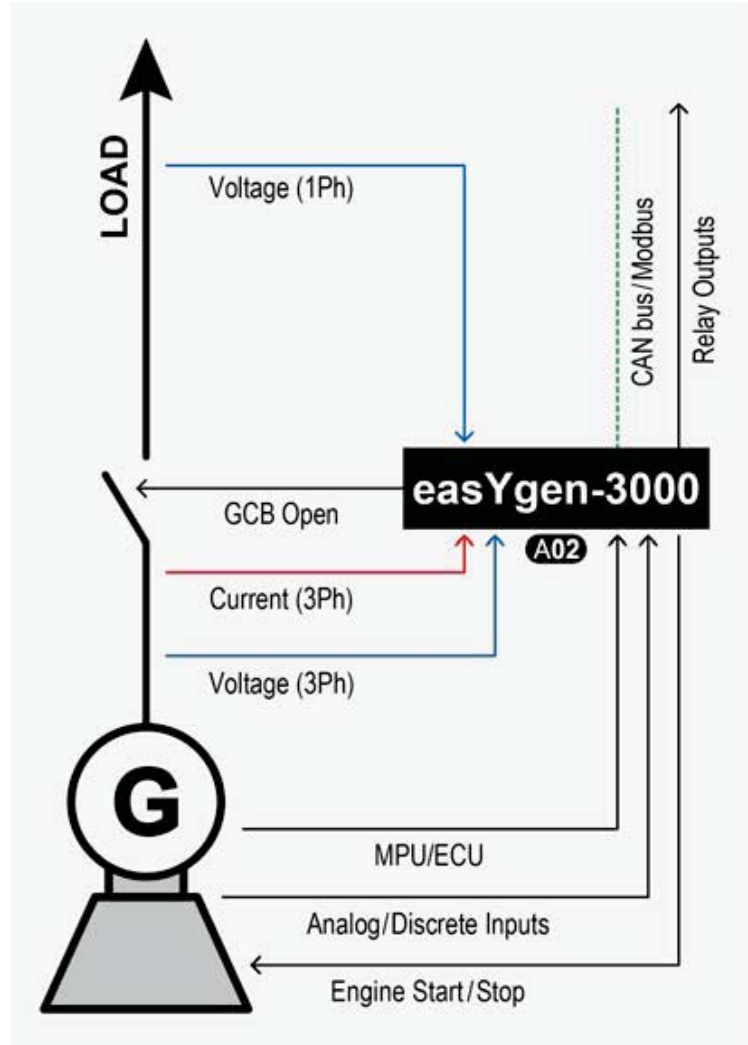 LOAD
Voltage (1Ph)
CAN bus/Modbus
Relay Outputs
easYgen-3000
GCB Open
A02
Current (3Ph)
Voltage (3Ph)
G
MPU/ECU
Analog/Discrete Inputs
Engine Start/Stop